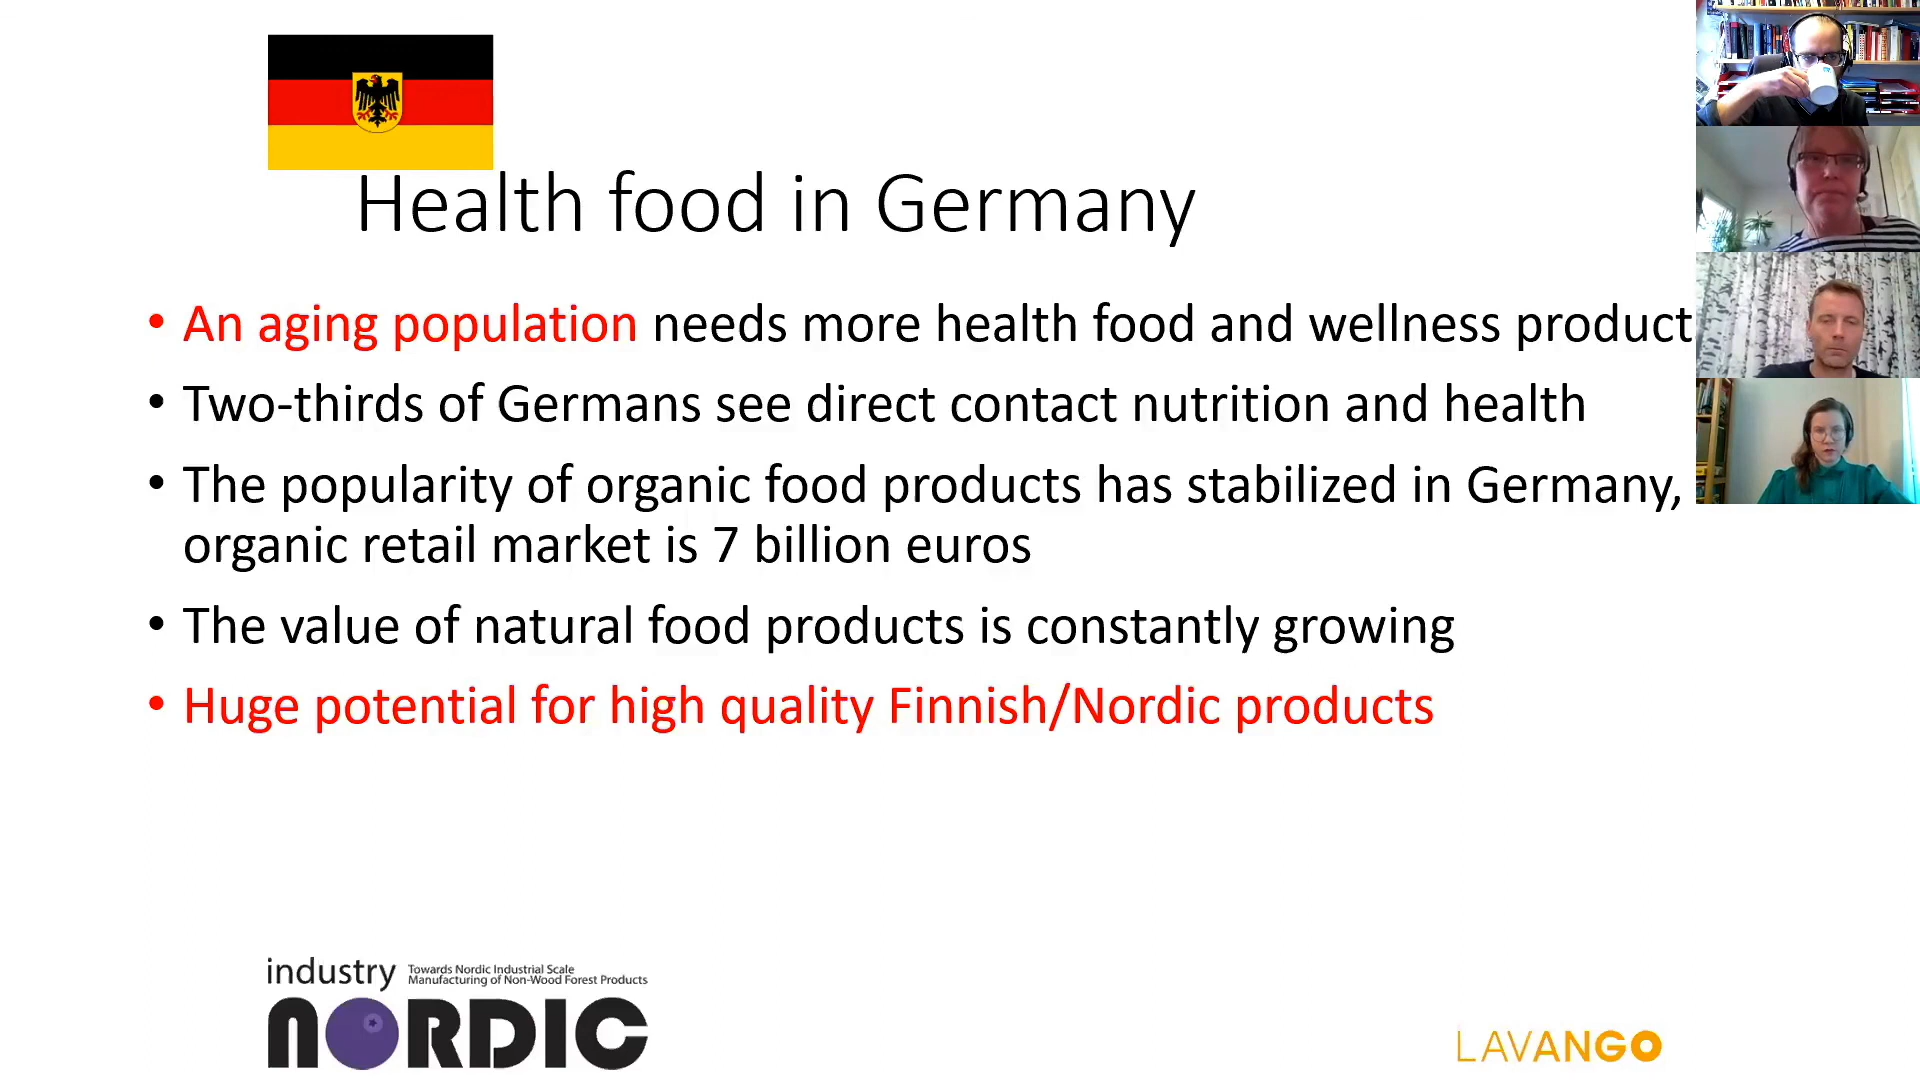 Health food in Germany
• An aging population needs more health food and wellness product
• Two-thirds of Germans see direct contact nutrition and health
• The popularity of organic food products has stabilized in Germany,
organic retail market is 7 billion euros
• The value of natural food products is constantly growing
• Huge potential for high quality Finnish/Nordic products
industry Towards Nordic Industrial Scale
Manufacturing of Non-Wood Forest Products
NORDIC
LAVANGO